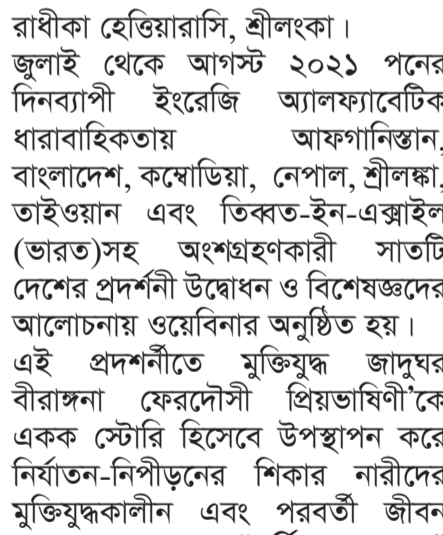 রাধীকা হেত্তিয়ারাসি, শ্রীলংকা।
জুলাই থেকে আগস্ট ২০২১ পনের
দিনব্যাপী ইংরেজি অ্যালফ্যাবেটিক
ধারাবাহিকতায় আফগানিস্তান,
বাংলাদেশ, কম্বোডিয়া, নেপাল, শ্রীলঙ্কা,
তাইওয়ান এবং তিব্বত-ইন-এক্সাইল
(ভারত)সহ অংশগ্রহণকারী সাতটি
দেশের প্রদর্শনী উদ্বোধন ও বিশেষজ্ঞদের
আলোচনায় ওয়েবিনার অনুষ্ঠিত হয়।
এই প্রদর্শনীতে মুক্তিযুদ্ধ জাদুঘর
বীরাঙ্গনা ফেরদৌসী প্রিয়ভাষিণী’কে
একক স্টোরি হিসেবে উপস্থাপন করে
নির্যাতন-নিপীড়নের শিকার নারীদের
মুক্তিযুদ্ধকালীন এবং পরবর্তী জীবন